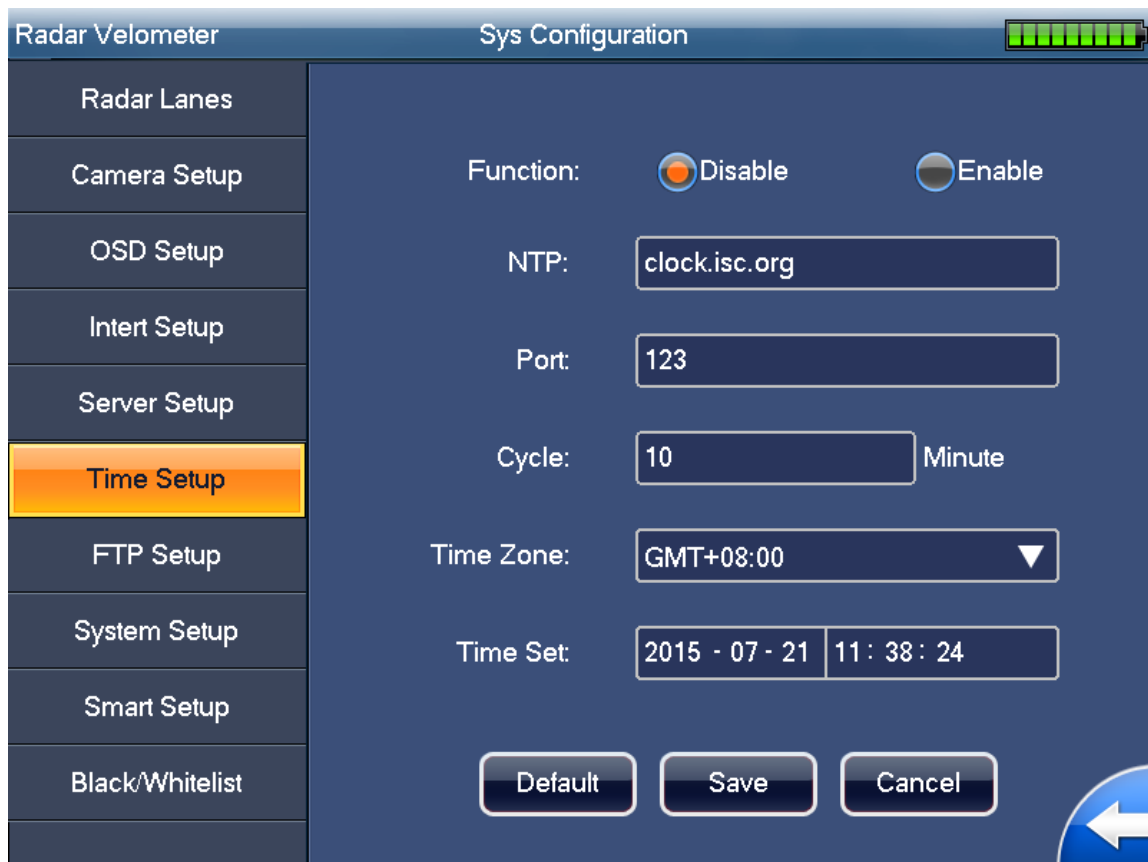 Radar Velometer Sys Configuration
Radar Lanes
Camera Setup
OSD Setup
Intert Setup
Server Setup
Time Setup
FTP Setup
System Setup
Smart Setup
Black/Whitelist
Function: Disable Enable
NTP: clock.isc.org
Port: 123
Cycle: 10 Minute
Time Zone: GMT+08:00
Time Set: 2015 - 07 - 21 11 : 38 : 24
Default Save Cancel